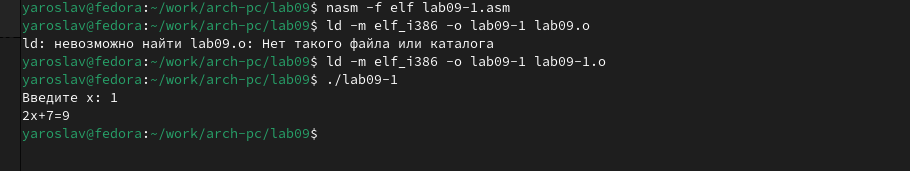 yaroslav@fedora:~/work/arch-pc/lab09$ nasm -f elf lab09-1.asm
yaroslav@fedora:~/work/arch-pc/lab09$ ld -m elf_i386 -o lab09-1 lab09.o
ld: невозможно найти lab09.o: Нет такого файла или каталога
yaroslav@fedora:~/work/arch-pc/lab09$ ld -m elf_i386 -o lab09-1 lab09-1.o
yaroslav@fedora:~/work/arch-pc/lab09$ ./lab09-1
Введите x: 1
2x+7=9
yaroslav@fedora:~/work/arch-pc/lab09$